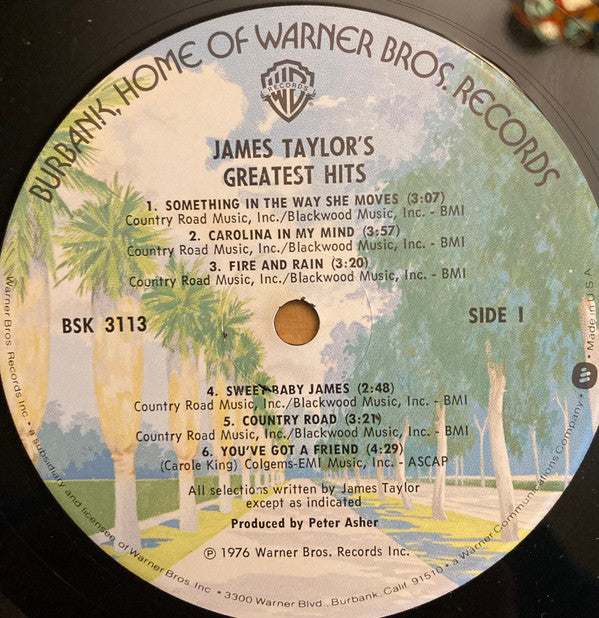 BURBANK, HOME OF WARNER BROS. RECORDS
WB
RECORDS
JAMES TAYLOR'S
GREATEST HITS
1. SOMETHING IN THE WAY SHE MOVES (3:07)
Country Road Music, Inc./Blackwood Music, Inc. - BMI
2. CAROLINA IN MY MIND (3:57)
Country Road Music, Inc./Blackwood Music, Inc. - BMI
3. FIRE AND RAIN (3:20)
Country Road Music, Inc./Blackwood Music, Inc. - BMI
BSK 3113
SIDE 1
4. SWEET BABY JAMES (2:48)
Country Road Music, Inc./Blackwood Music, Inc. - BMI
5. COUNTRY ROAD (3:21)
Country Road Music, Inc./Blackwood Music, Inc. - BMI
6. YOU'VE GOT A FRIEND (4:29)
(Carole King) Colgems-EMI Music, Inc. - ASCAP
All selections written by James Taylor
except as indicated
Produced by Peter Asher
℗ 1976 Warner Bros. Records Inc.
Warner Bros. Records Inc. • a subsidiary and licensee of Warner Bros. Inc. • 3300 Warner Blvd., Burbank, Calif. 91510 • a Warner Communications Company • Made in U.S.A.